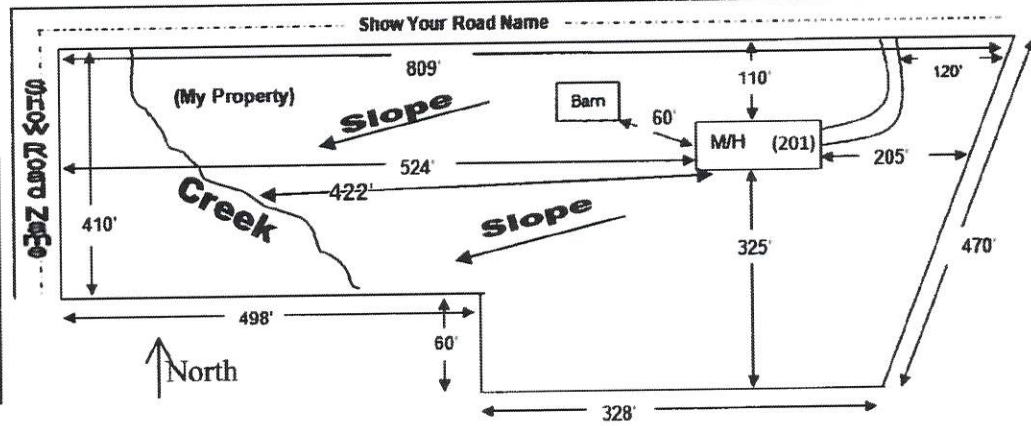 Show Your Road Name
Show Road Name
809'
110'
120'
(My Property)
Slope
Barn
60'
M/H (201)
205'
524'
422'
Creek
Slope
410'
325'
470'
498'
60'
North
328'